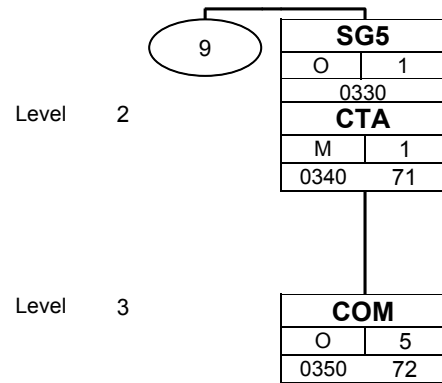 9
SG5
O 1
0330
Level 2
CTA
M 1
0340 71
Level 3
COM
O 5
0350 72